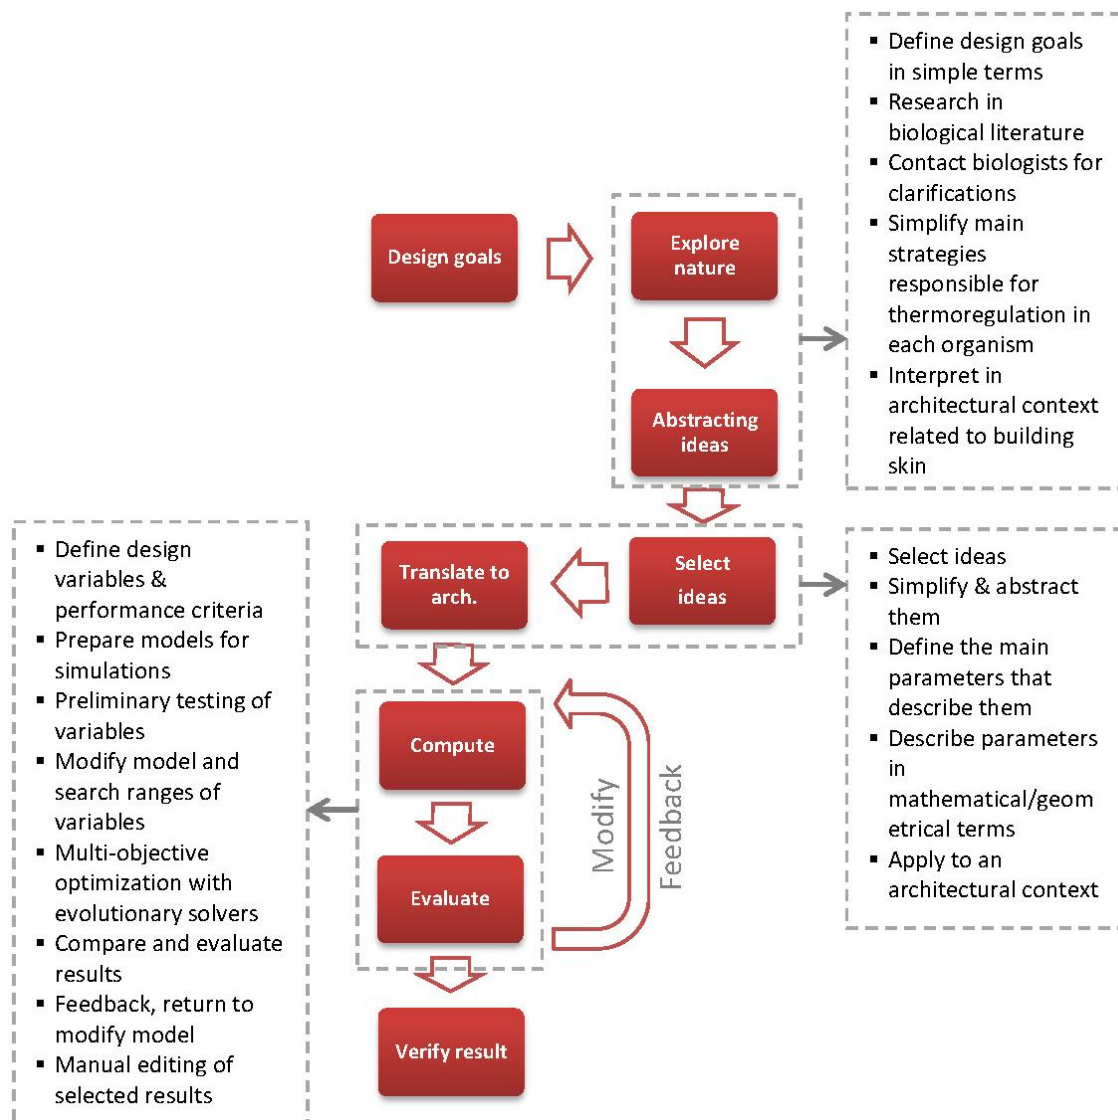 ▪ Define design goals
in simple terms
▪ Research in
biological literature
▪ Contact biologists for
clarifications
▪ Simplify main
strategies
responsible for
thermoregulation in
each organism
▪ Interpret in
architectural context
related to building
skin
Design goals
Explore
nature
Abstracting
ideas
Select
ideas
Translate to
arch.
▪ Select ideas
▪ Simplify & abstract
them
▪ Define the main
parameters that
describe them
▪ Describe parameters
in
mathematical/geom
etrical terms
▪ Apply to an
architectural context
▪ Define design
variables &
performance criteria
▪ Prepare models for
simulations
▪ Preliminary testing of
variables
▪ Modify model and
search ranges of
variables
▪ Multi-objective
optimization with
evolutionary solvers
▪ Compare and evaluate
results
▪ Feedback, return to
modify model
▪ Manual editing of
selected results
Compute
Evaluate
Modify
Feedback
Verify result